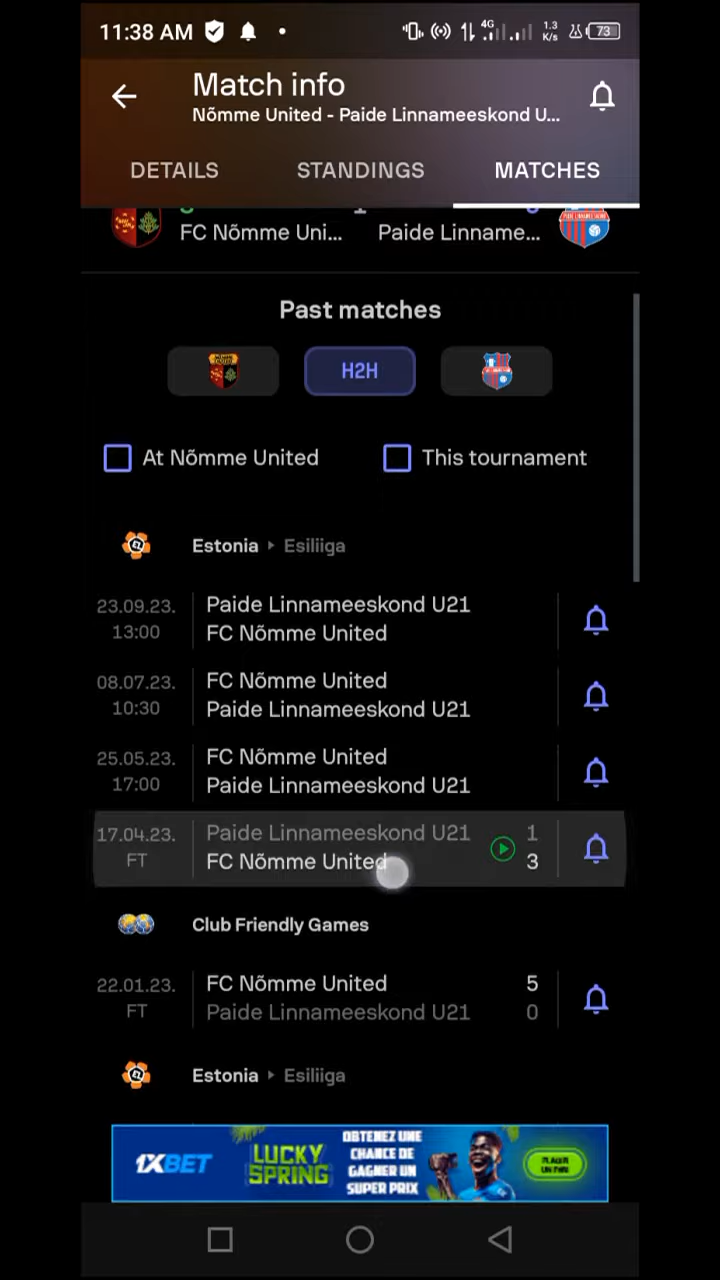 11:38 AM
4G
1.3
K/s
73
Match info
Nõmme United - Paide Linnameeskond U...
DETAILS
STANDINGS
MATCHES
FC Nõmme Uni...
Paide Linname...
Past matches
H2H
At Nõmme United
This tournament
Estonia
Esiliiga
23.09.23.
13:00
Paide Linnameeskond U21
FC Nõmme United
08.07.23.
10:30
FC Nõmme United
Paide Linnameeskond U21
25.05.23.
17:00
FC Nõmme United
Paide Linnameeskond U21
17.04.23.
FT
Paide Linnameeskond U21
1
FC Nõmme United
3
Club Friendly Games
22.01.23.
FT
FC Nõmme United
5
Paide Linnameeskond U21
0
Estonia
Esiliiga
1XBET
LUCKY
SPRING
OBTENEZ UNE
CHANCE DE
GAGNER UN
SUPER PRIX